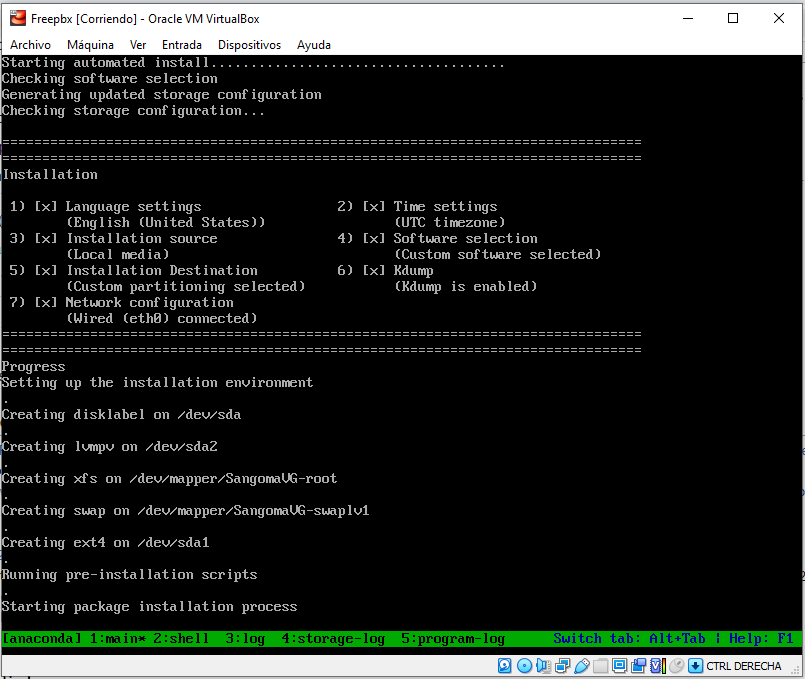 Freepbx [Corriendo] - Oracle VM VirtualBox
Archivo Máquina Ver Entrada Dispositivos Ayuda
Starting automated install.....................................
Checking software selection
Generating updated storage configuration
Checking storage configuration...
================================================================================
================================================================================
Installation
1) [x] Language settings 2) [x] Time settings
(English (United States)) (UTC timezone)
3) [x] Installation source 4) [x] Software selection
(Local media) (Custom software selected)
5) [x] Installation Destination 6) [x] Kdump
(Custom partitioning selected) (Kdump is enabled)
7) [x] Network configuration
(Wired (eth0) connected)
================================================================================
================================================================================
Progress
Setting up the installation environment
.
Creating disklabel on /dev/sda
.
Creating lvmpv on /dev/sda2
.
Creating xfs on /dev/mapper/SangomaVG-root
.
Creating swap on /dev/mapper/SangomaVG-swaplv1
.
Creating ext4 on /dev/sda1
.
Running pre-installation scripts
.
Starting package installation process
[anaconda] 1:main* 2:shell 3:log 4:storage-log 5:program-log Switch tab: Alt+Tab | Help: F1
CTRL DERECHA